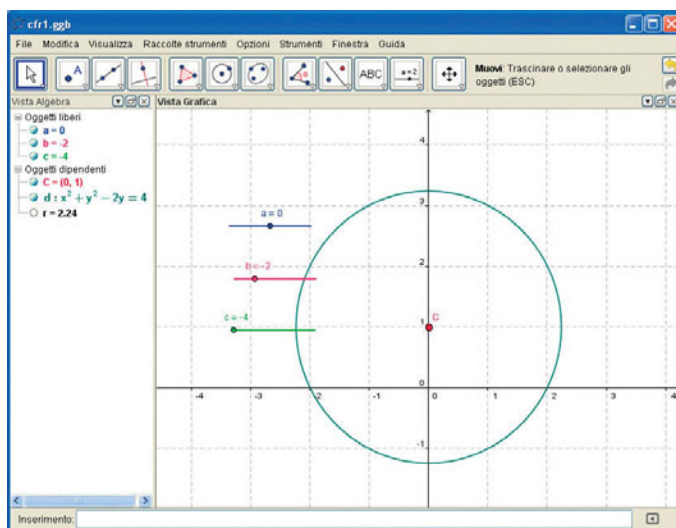 cfr1.ggb
File Modifica Visualizza Raccolte strumenti Opzioni Strumenti Finestra Guida
A
α
ABC
a=2
Muovi: Trascinare o selezionare gli
oggetti (ESC)
Vista Algebra
Vista Grafica
Oggetti liberi
a = 0
b = -2
c = -4
Oggetti dipendenti
C = (0, 1)
d : x² + y² − 2y = 4
r = 2.24
a = 0
b = -2
c = -4
C
4
3
2
1
0
-1
-4 -3 -2 -1 0 1 2 3 4
Inserimento: